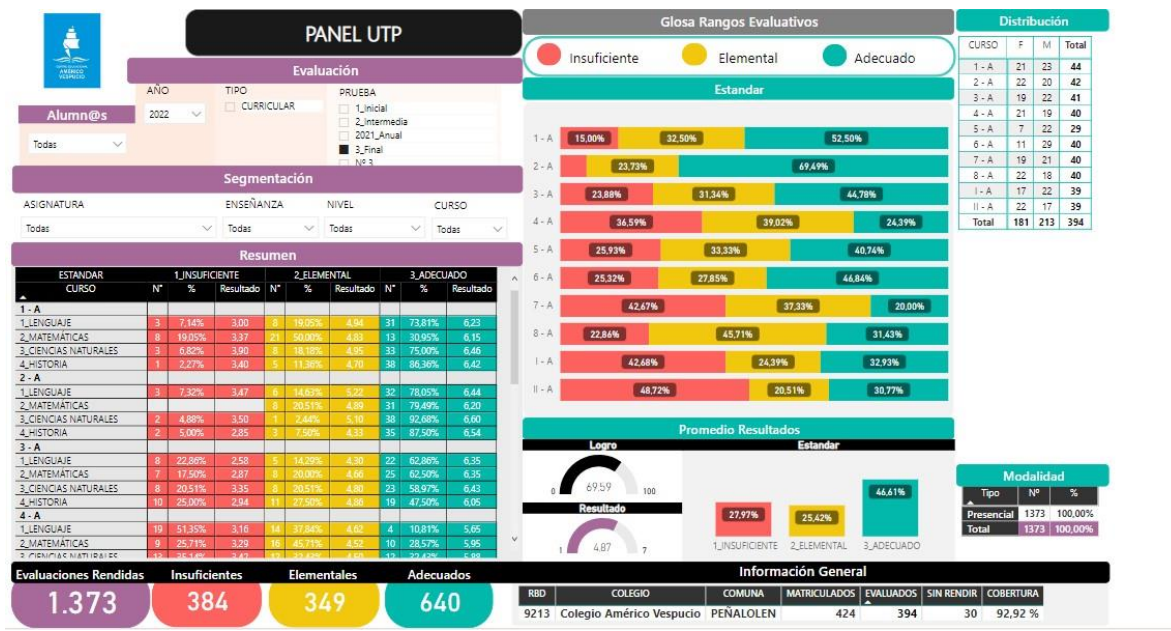 PANEL UTP
AMÉRICO
VESPUCIO
Evaluación
Alumn@s
Todas
AÑO
2022
TIPO
CURRICULAR
PRUEBA
1_Inicial
2_Intermedia
2021_Anual
3_Final
Nº 3
Segmentación
ASIGNATURA ENSEÑANZA NIVEL CURSO
Todas Todas Todas Todas
Resumen
ESTANDAR 1_INSUFICIENTE 2_ELEMENTAL 3_ADECUADO
CURSO N° % Resultado N° % Resultado N° % Resultado
1 - A
1_LENGUAJE 3 7,14% 3,00 8 19,05% 4,94 31 73,81% 6,23
2_MATEMÁTICAS 8 19,05% 3,37 21 50,00% 4,83 13 30,95% 6,15
3_CIENCIAS NATURALES 3 6,82% 3,90 8 18,18% 4,95 33 75,00% 6,46
4_HISTORIA 1 2,27% 3,40 5 11,36% 4,70 38 86,36% 6,42
2 - A
1_LENGUAJE 3 7,32% 3,47 6 14,63% 5,22 32 78,05% 6,44
2_MATEMÁTICAS 8 20,51% 4,89 31 79,49% 6,20
3_CIENCIAS NATURALES 2 4,88% 3,50 1 2,44% 5,10 38 92,68% 6,60
4_HISTORIA 2 5,00% 2,85 3 7,50% 4,33 35 87,50% 6,54
3 - A
1_LENGUAJE 8 22,86% 2,58 5 14,29% 4,30 22 62,86% 6,35
2_MATEMÁTICAS 7 17,50% 2,87 8 20,00% 4,66 25 62,50% 6,35
3_CIENCIAS NATURALES 8 20,51% 3,35 8 20,51% 4,80 23 58,97% 6,43
4_HISTORIA 10 25,00% 2,94 11 27,50% 4,86 19 47,50% 6,05
4 - A
1_LENGUAJE 19 51,35% 3,16 14 37,84% 4,62 4 10,81% 5,65
2_MATEMÁTICAS 9 25,71% 3,29 16 45,71% 4,52 10 28,57% 5,95
3_CIENCIAS NATURALES 13 35,14% 3,42 12 32,43% 4,50 12 32,43% 5,88
Evaluaciones Rendidas Insuficientes Elementales Adecuados
1.373 384 349 640
Glosa Rangos Evaluativos
Insuficiente Elemental Adecuado
Estandar
1 - A 15,00% 32,50% 52,50%
2 - A 23,73% 69,49%
3 - A 23,88% 31,34% 44,78%
4 - A 36,59% 39,02% 24,39%
5 - A 25,93% 33,33% 40,74%
6 - A 25,32% 27,85% 46,84%
7 - A 42,67% 37,33% 20,00%
8 - A 22,86% 45,71% 31,43%
I - A 42,68% 24,39% 32,93%
II - A 48,72% 20,51% 30,77%
Promedio Resultados
Logro
69.59
0 100
Resultado
4.87
1 7
Estandar
27,97% 25,42% 46,61%
1_INSUFICIENTE 2_ELEMENTAL 3_ADECUADO
Distribución
CURSO F M Total
1 - A 21 23 44
2 - A 22 20 42
3 - A 19 22 41
4 - A 21 19 40
5 - A 7 22 29
6 - A 11 29 40
7 - A 19 21 40
8 - A 22 18 40
I - A 17 22 39
II - A 22 17 39
Total 181 213 394
Modalidad
Tipo Nº %
Presencial 1373 100,00%
Total 1373 100,00%
Información General
RBD COLEGIO COMUNA MATRICULADOS EVALUADOS SIN RENDIR COBERTURA
9213 Colegio Américo Vespucio PEÑALOLEN 424 394 30 92,92 %